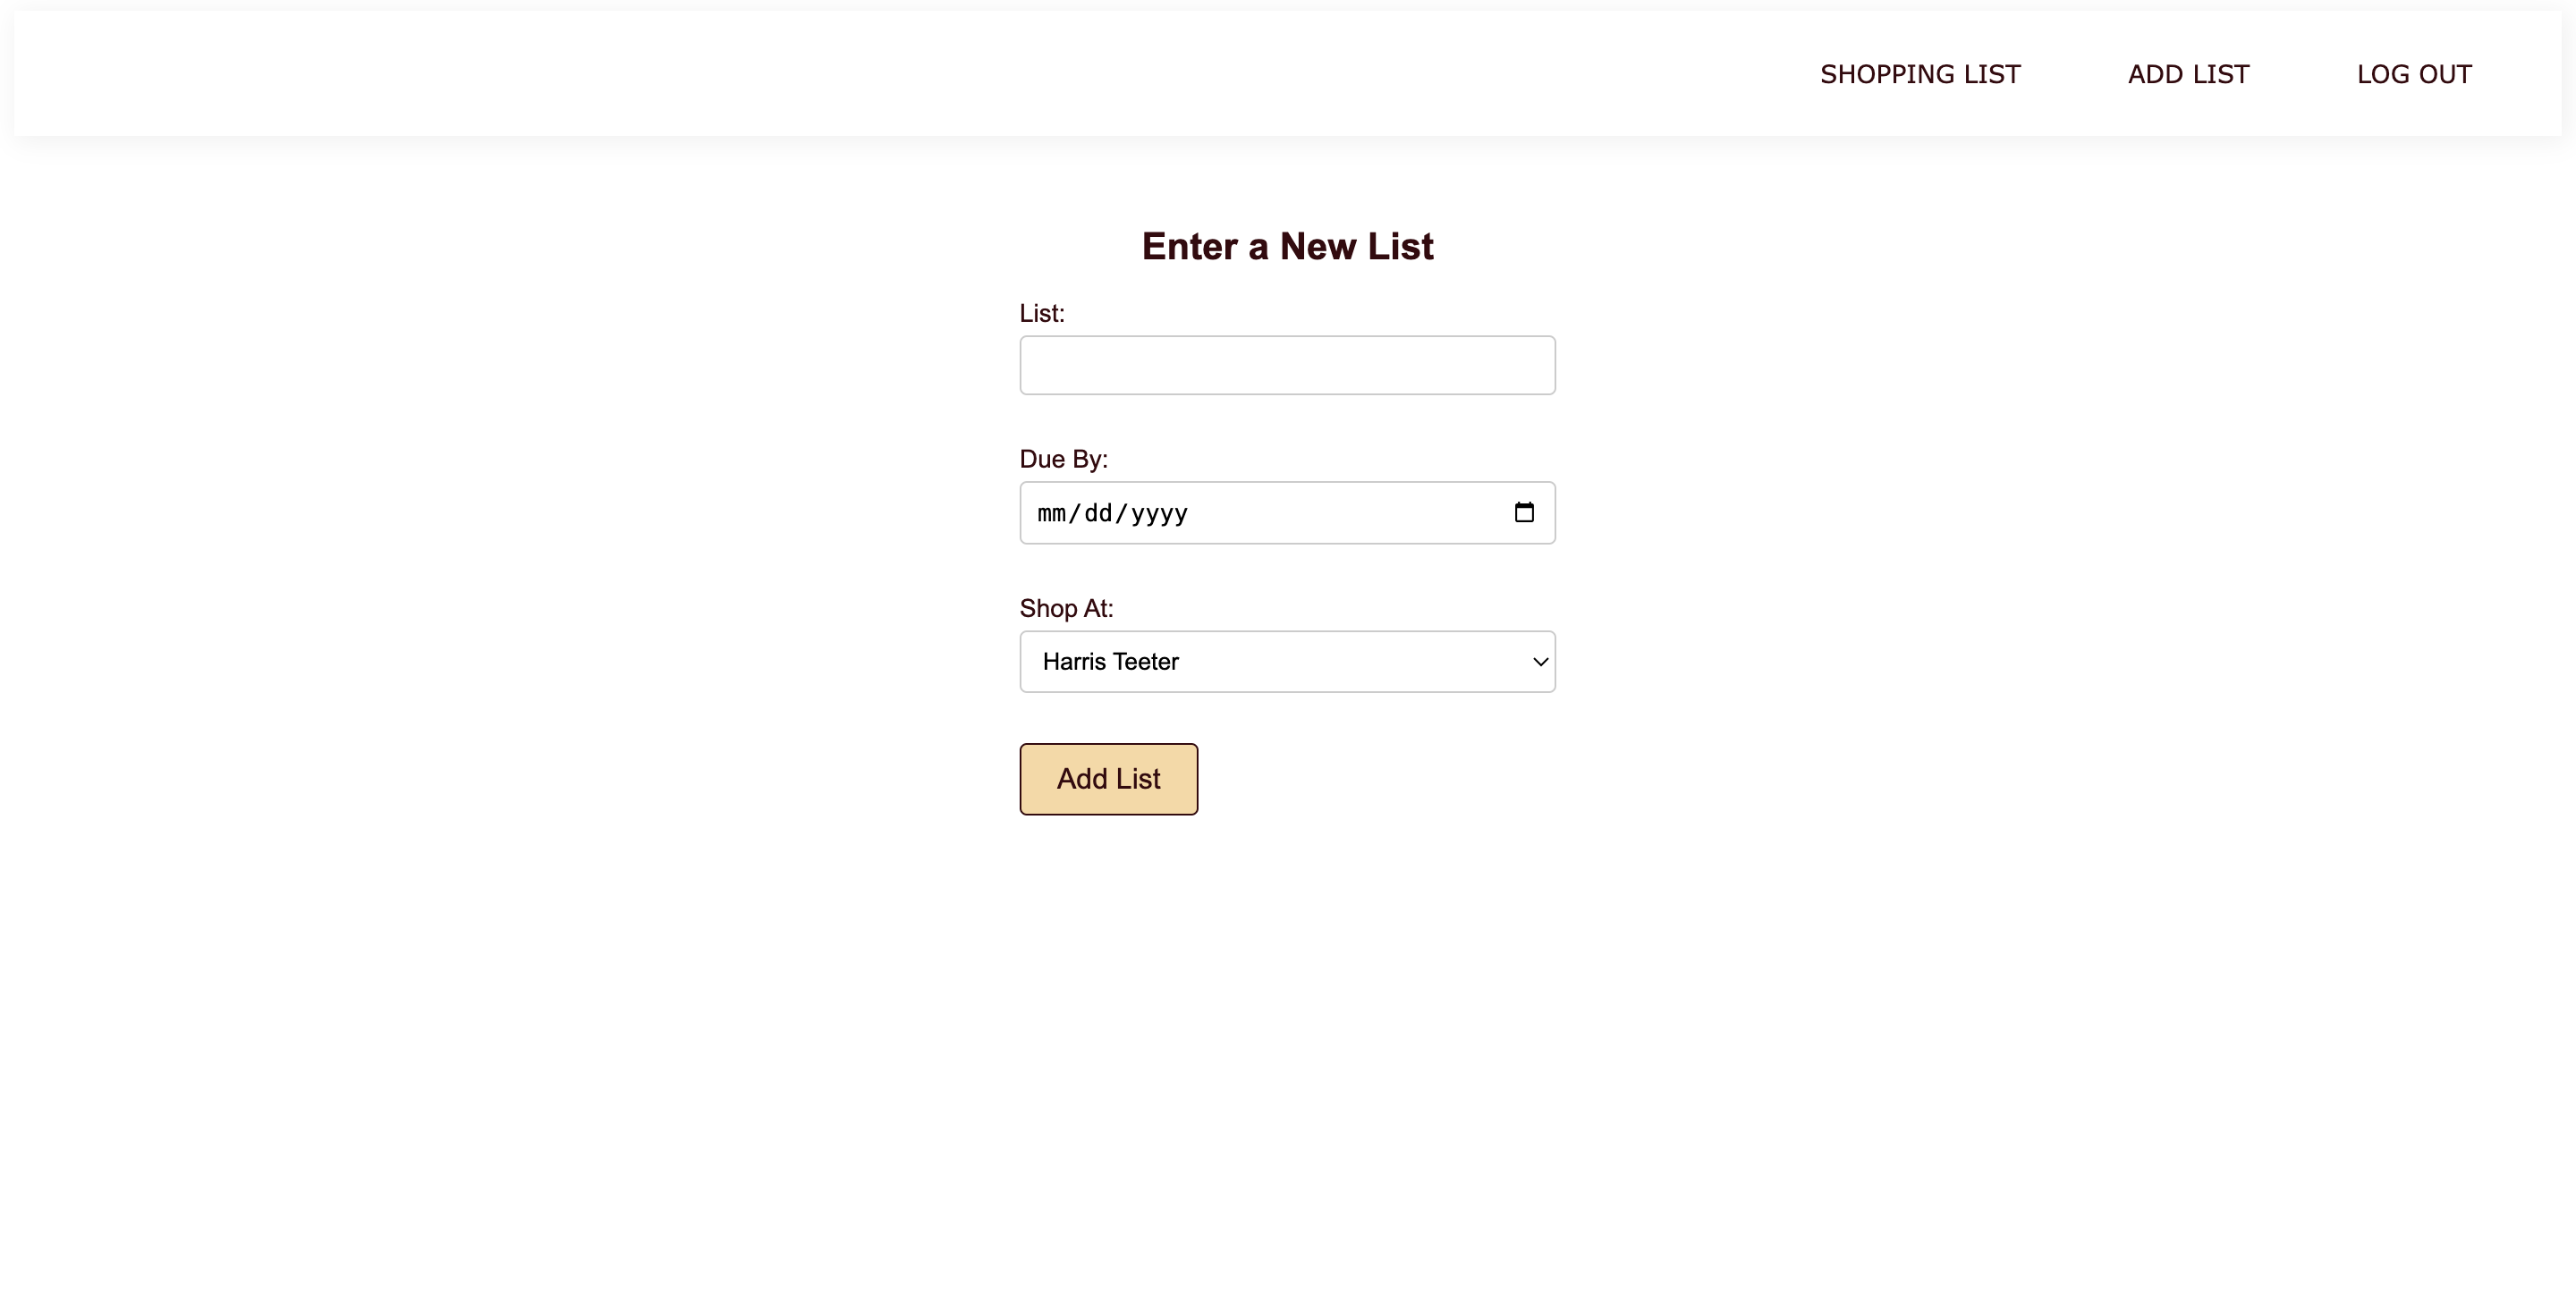 SHOPPING LIST ADD LIST LOG OUT
Enter a New List
List:
Due By:
mm/dd/yyyy
Shop At:
Harris Teeter
Add List